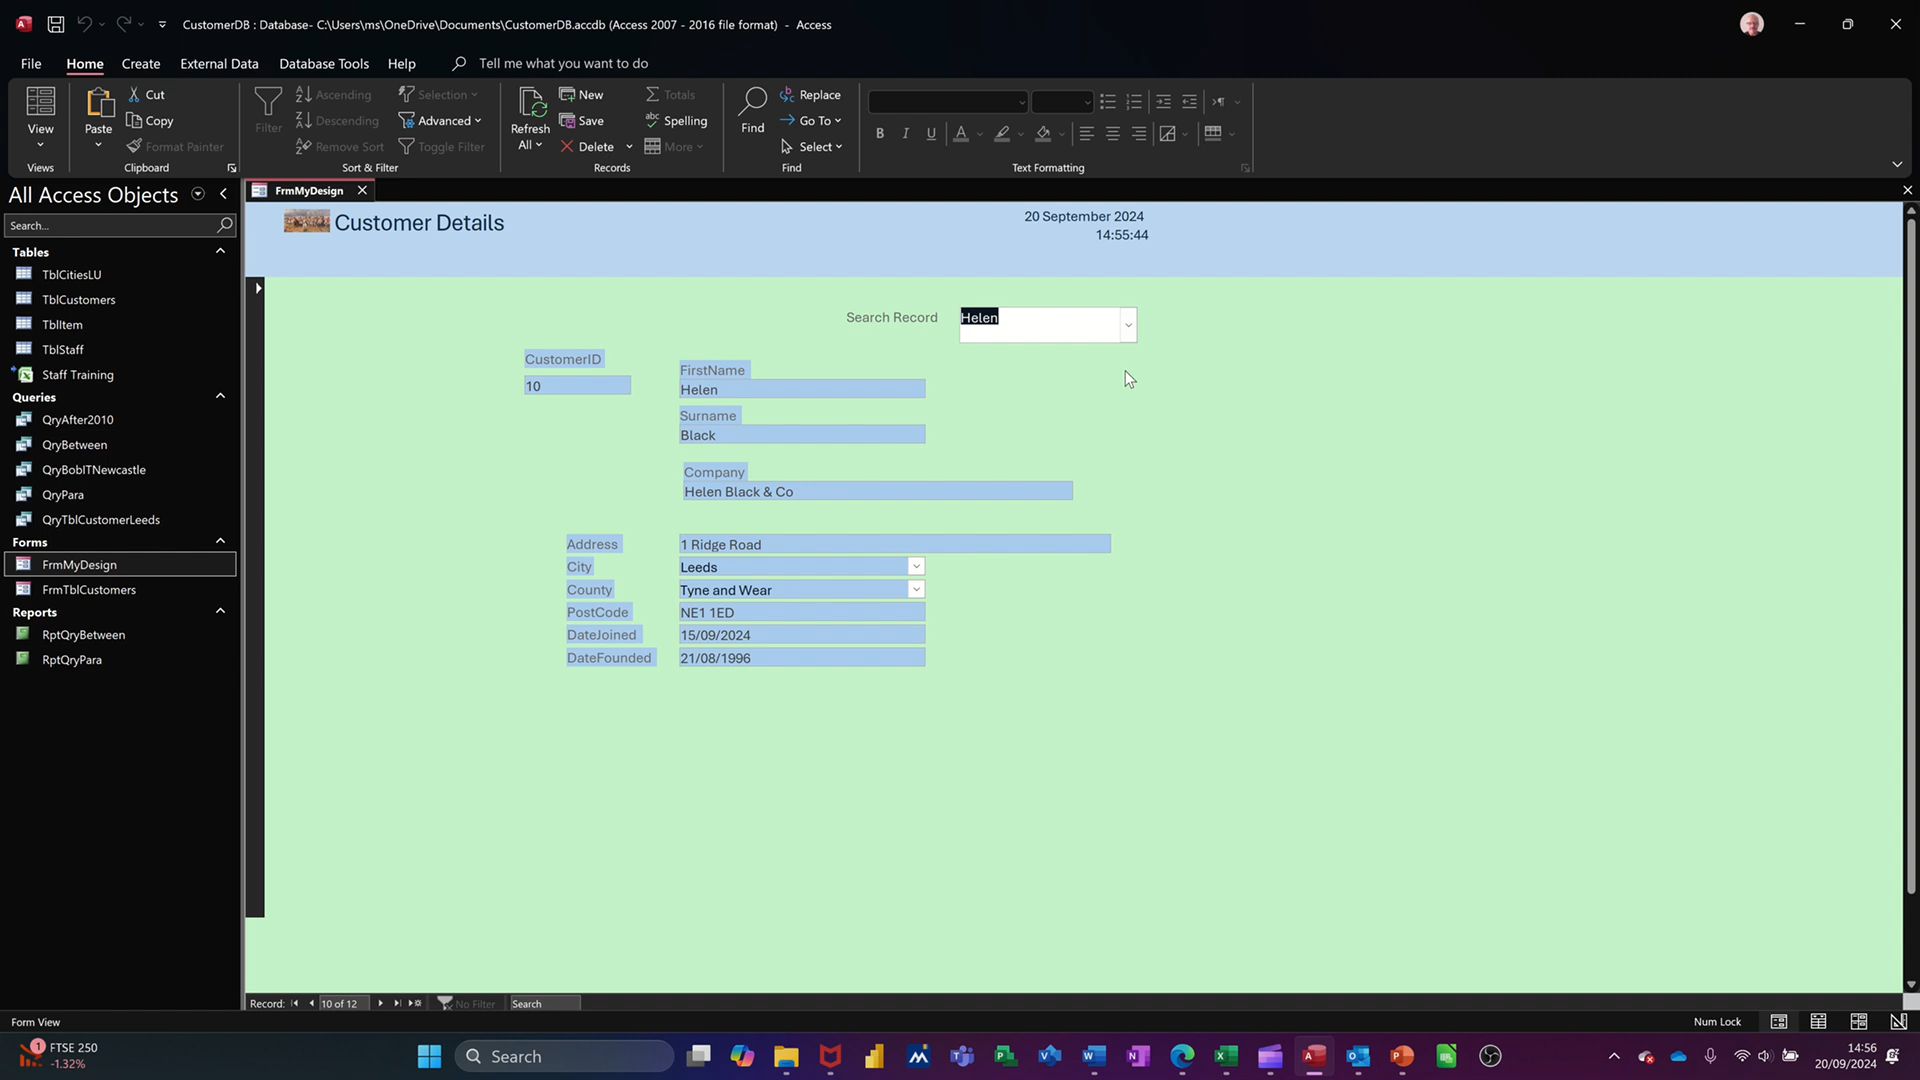 CustomerDB : Database- C:\Users\ms\OneDrive\Documents\CustomerDB.accdb (Access 2007 - 2016 file format) - Access
File Home Create External Data Database Tools Help Tell me what you want to do
View
Views
Paste
Cut
Copy
Format Painter
Clipboard
Filter
Ascending
Descending
Remove Sort
Selection
Advanced
Toggle Filter
Sort & Filter
Refresh
All
New
Save
Delete
Totals
Spelling
More
Records
Find
Replace
Go To
Select
Find
B I U A
Text Formatting
All Access Objects
Search...
Tables
TblCitiesLU
TblCustomers
TblItem
TblStaff
Staff Training
Queries
QryAfter2010
QryBetween
QryBobITNewcastle
QryPara
QryTblCustomerLeeds
Forms
FrmMyDesign
FrmTblCustomers
Reports
RptQryBetween
RptQryPara
FrmMyDesign
Customer Details
20 September 2024
14:55:44
Search Record Helen
CustomerID
10
FirstName
Helen
Surname
Black
Company
Helen Black & Co
Address 1 Ridge Road
City Leeds
County Tyne and Wear
PostCode NE1 1ED
DateJoined 15/09/2024
DateFounded 21/08/1996
Record: 10 of 12 No Filter Search
Form View
Num Lock
1
FTSE 250
-1.32%
Search
14:56
20/09/2024